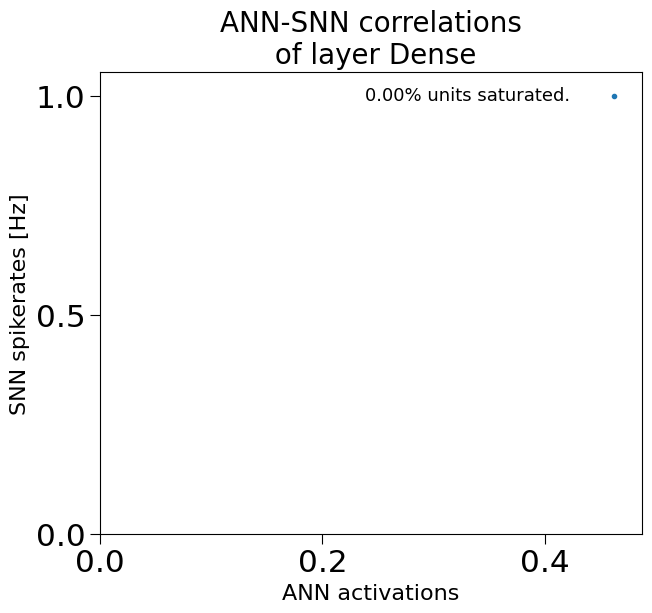 ANN-SNN correlations
of layer Dense
0.00% units saturated.
1.0
0.5
0.0
SNN spikerates [Hz]
0.0 0.2 0.4
ANN activations